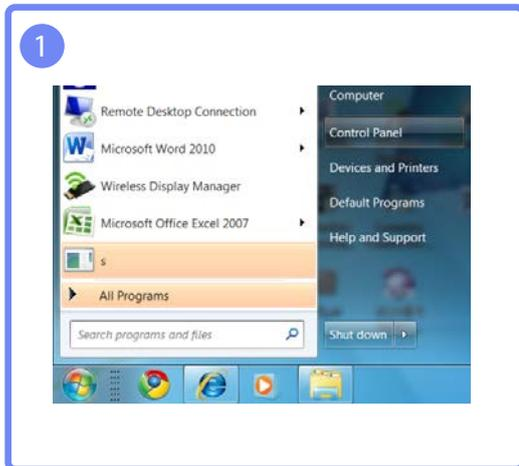 1
Remote Desktop Connection
Microsoft Word 2010
Wireless Display Manager
Microsoft Office Excel 2007
s
All Programs
Search programs and files
Computer
Control Panel
Devices and Printers
Default Programs
Help and Support
Shut down